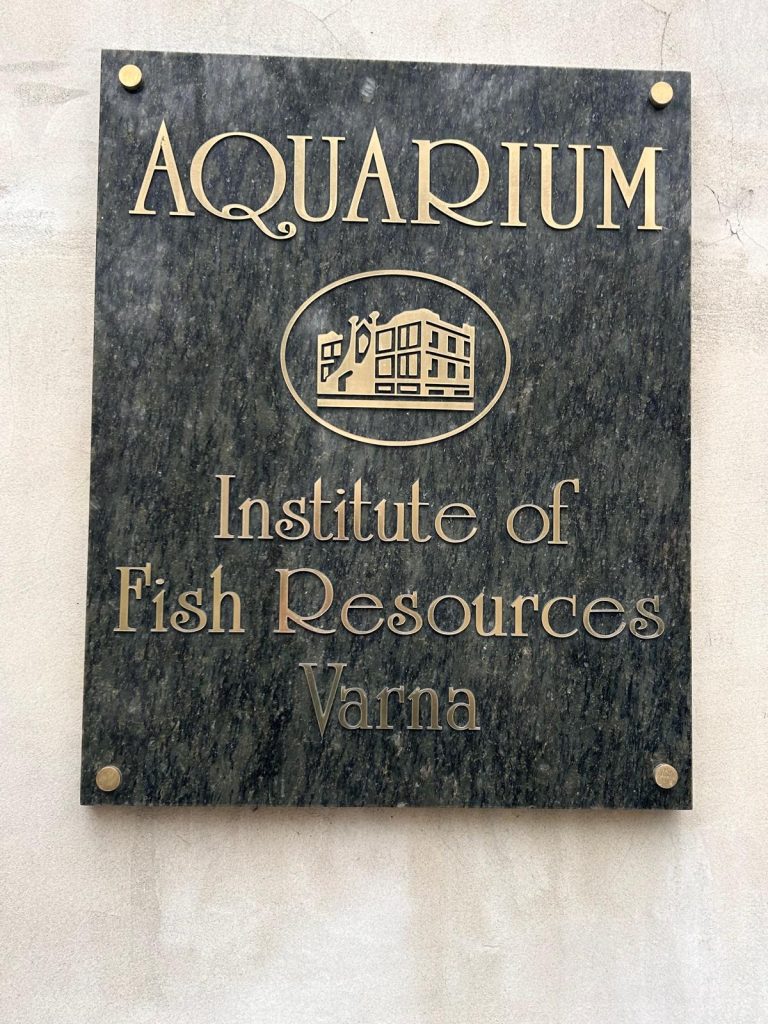 AQUARIUM
Institute of
Fish Resources
Varna